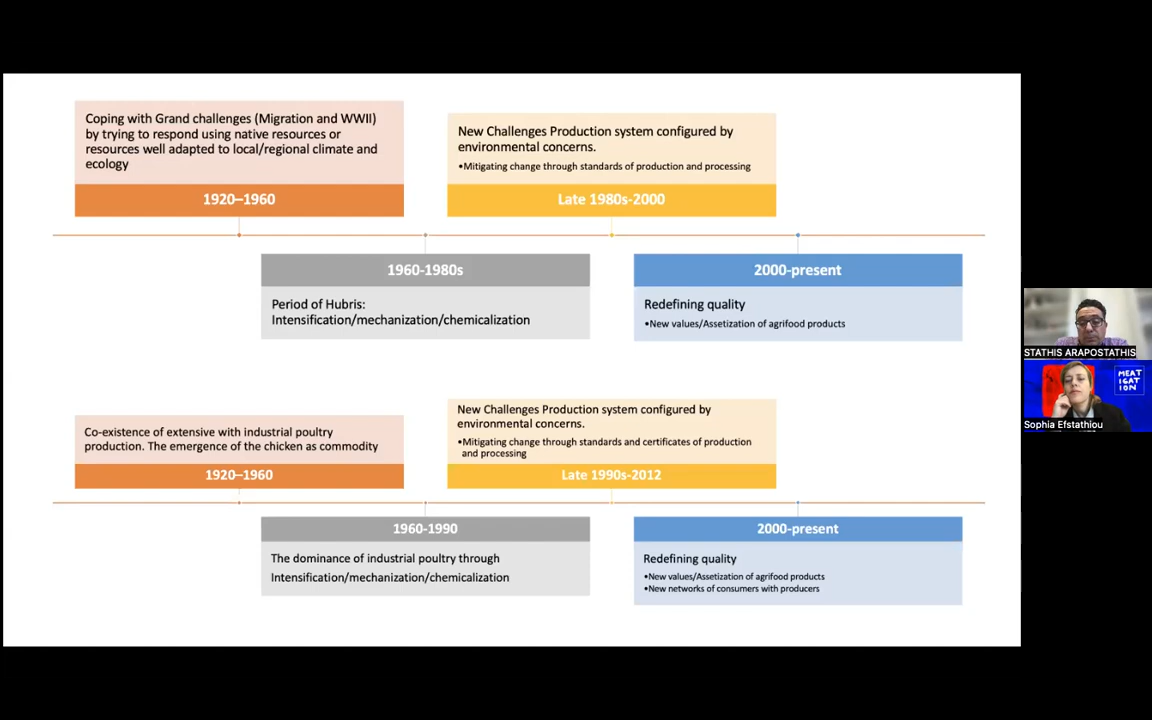 Coping with Grand challenges (Migration and WWII)
by trying to respond using native resources or
resources well adapted to local/regional climate and
ecology
1920–1960
New Challenges Production system configured by
environmental concerns.
•Mitigating change through standards of production and processing
Late 1980s-2000
1960-1980s
Period of Hubris:
Intensification/mechanization/chemicalization
2000-present
Redefining quality
•New values/Assetization of agrifood products
Co-existence of extensive with industrial poultry
production. The emergence of the chicken as commodity
1920–1960
New Challenges Production system configured by
environmental concerns.
•Mitigating change through standards and certificates of production
and processing
Late 1990s-2012
1960-1990
The dominance of industrial poultry through
Intensification/mechanization/chemicalization
2000-present
Redefining quality
•New values/Assetization of agrifood products
•New networks of consumers with producers
STATHIS ARAPOSTATHIS
MEAT
IGAT
ION
Sophia Efstathiou